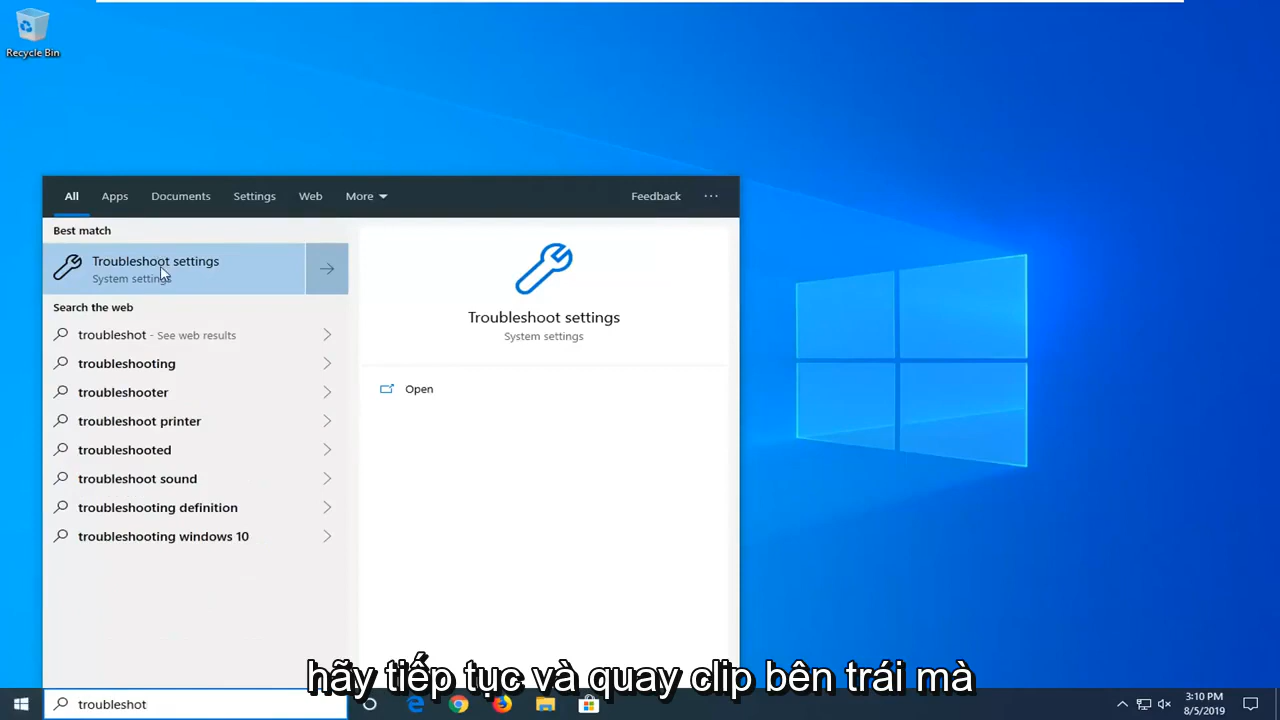 Recycle Bin
All Apps Documents Settings Web More Feedback ...
Best match
Troubleshoot settings
System settings
Search the web
troubleshot - See web results
troubleshooting
troubleshooter
troubleshoot printer
troubleshooted
troubleshoot sound
troubleshooting definition
troubleshooting windows 10
Troubleshoot settings
System settings
Open
hãy tiếp tục và quay clip bên trái mà
troubleshot
3:10 PM
8/5/2019